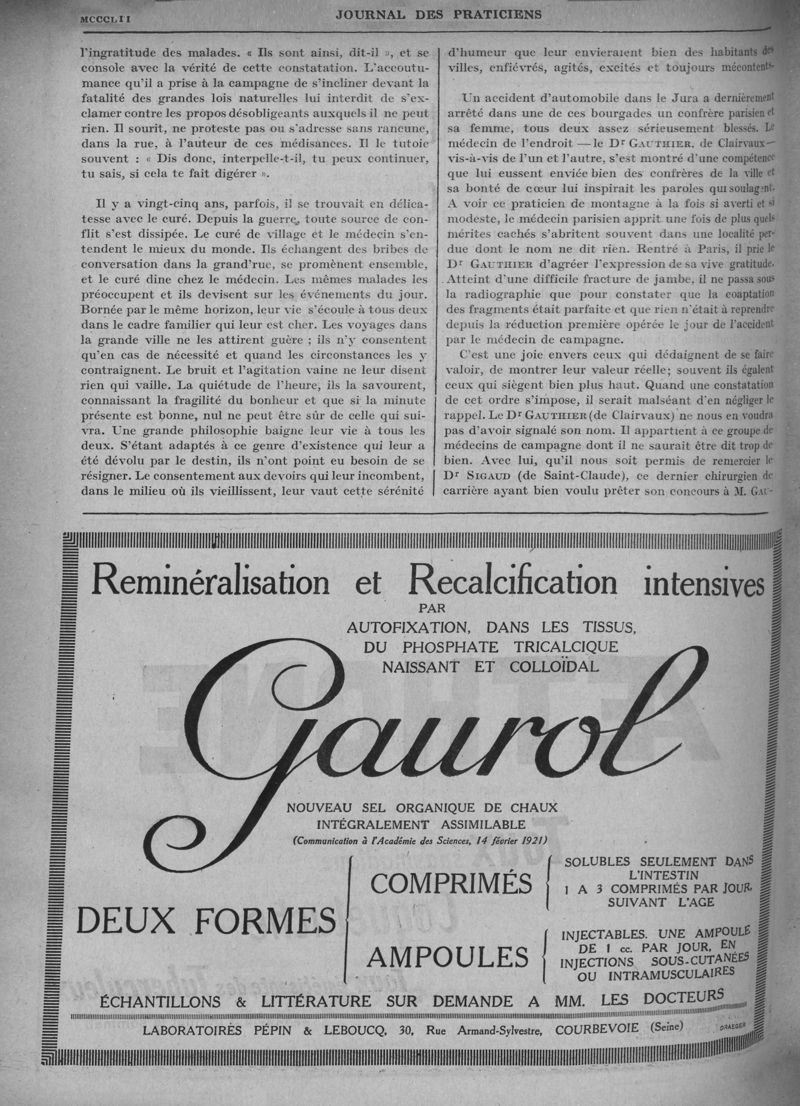 MCCCLII
JOURNAL DES PRATICIENS
l'ingratitude des malades. « Ils sont ainsi, dit-il », et se
console avec la vérité de cette constatation. L'accoutu-
mance qu'il a prise à la campagne de s'incliner devant la
fatalité des grandes lois naturelles lui interdit de s'ex-
clamer contre les propos désobligeants auxquels il ne peut
rien. Il sourit, ne proteste pas ou s'adresse sans rancune,
dans la rue, à l'auteur de ces médisances. Il le tutoie
souvent : « Dis donc, interpelle-t-il, tu peux continuer,
tu sais, si cela te fait digérer ».
Il y a vingt-cinq ans, parfois, il se trouvait en délica-
tesse avec le curé. Depuis la guerre, toute source de con-
flit s'est dissipée. Le curé de village et le médecin s'en-
tendent le mieux du monde. Ils échangent des bribes de
conversation dans la grand'rue, se promènent ensemble,
et le curé dîne chez le médecin. Les mêmes malades les
préoccupent et ils devisent sur les événements du jour.
Bornée par le même horizon, leur vie s'écoule à tous deux
dans le cadre familier qui leur est cher. Les voyages dans
la grande ville ne les attirent guère ; ils n'y consentent
qu'en cas de nécessité et quand les circonstances les y
contraignent. Le bruit et l'agitation vaine ne leur disent
rien qui vaille. La quiétude de l'heure, ils la savourent,
connaissant la fragilité du bonheur et que si la minute
présente est bonne, nul ne peut être sûr de celle qui sui-
vra. Une grande philosophie baigne leur vie à tous les
deux. S'étant adaptés à ce genre d'existence qui leur a
été dévolu par le destin, ils n'ont point eu besoin de se
résigner. Le consentement aux devoirs qui leur incombent,
dans le milieu où ils vieillissent, leur vaut cette sérénité
d'humeur que leur envieraient bien des habitants des
villes, enfiévrés, agités, excités et toujours mécontents.
Un accident d'automobile dans le Jura a dernièrement
arrêté dans une de ces bourgades un confrère parisien et
sa femme, tous deux assez sérieusement blessés. Le
médecin de l'endroit — le Dr GAUTHIER, de Clairvaux —
vis-à-vis de l'un et l'autre, s'est montré d'une compétence
que lui eussent enviée bien des confrères de la ville et
sa bonté de cœur lui inspirait les paroles qui soulagent.
A voir ce praticien de montagne à la fois si averti et si
modeste, le médecin parisien apprit une fois de plus quels
mérites cachés s'abritent souvent dans une localité per-
due dont le nom ne dit rien. Rentré à Paris, il prie le
Dr GAUTHIER d'agréer l'expression de sa vive gratitude.
Atteint d'une difficile fracture de jambe, il ne passa sous
la radiographie que pour constater que la coaptation
des fragments était parfaite et que rien n'était à reprendre
depuis la réduction première opérée le jour de l'accident
par le médecin de campagne.
C'est une joie envers ceux qui dédaignent de se faire
valoir, de montrer leur valeur réelle; souvent ils égalent
ceux qui siègent bien plus haut. Quand une constatation
de cet ordre s'impose, il serait malséant d'en négliger le
rappel. Le Dr GAUTHIER (de Clairvaux) ne nous en voudra
pas d'avoir signalé son nom. Il appartient à ce groupe de
médecins de campagne dont il ne saurait être dit trop de
bien. Avec lui, qu'il nous soit permis de remercier le
Dr SIGAUD (de Saint-Claude), ce dernier chirurgien de
carrière ayant bien voulu prêter son concours à M. GAU-
Reminéralisation et Recalcification intensives
PAR
AUTOFIXATION, DANS LES TISSUS,
DU PHOSPHATE TRICALCIQUE
NAISSANT ET COLLOÏDAL
Gaurol
NOUVEAU SEL ORGANIQUE DE CHAUX
INTÉGRALEMENT ASSIMILABLE
(Communication à l'Académie des Sciences, 14 février 1921)
DEUX FORMES
COMPRIMÉS
SOLUBLES SEULEMENT DANS
L'INTESTIN
1 A 3 COMPRIMÉS PAR JOUR,
SUIVANT L'AGE
AMPOULES
INJECTABLES. UNE AMPOULE
DE 1 cc. PAR JOUR, EN
INJECTIONS SOUS-CUTANÉES
OU INTRAMUSCULAIRES
ÉCHANTILLONS & LITTÉRATURE SUR DEMANDE A MM. LES DOCTEURS
LABORATOIRES PÉPIN & LEBOUCQ, 30, Rue Armand-Sylvestre, COURBEVOIE (Seine)
DRAEGER